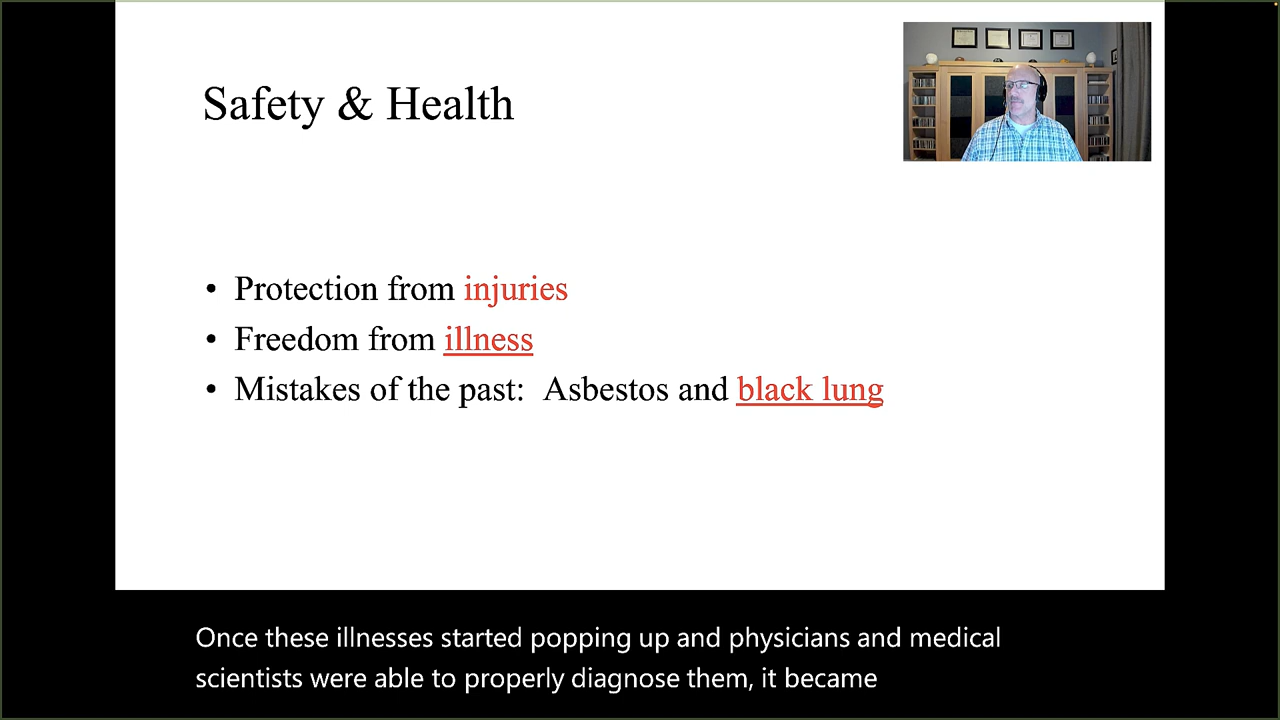 Safety & Health
• Protection from injuries
• Freedom from illness
• Mistakes of the past: Asbestos and black lung
Once these illnesses started popping up and physicians and medical
scientists were able to properly diagnose them, it became